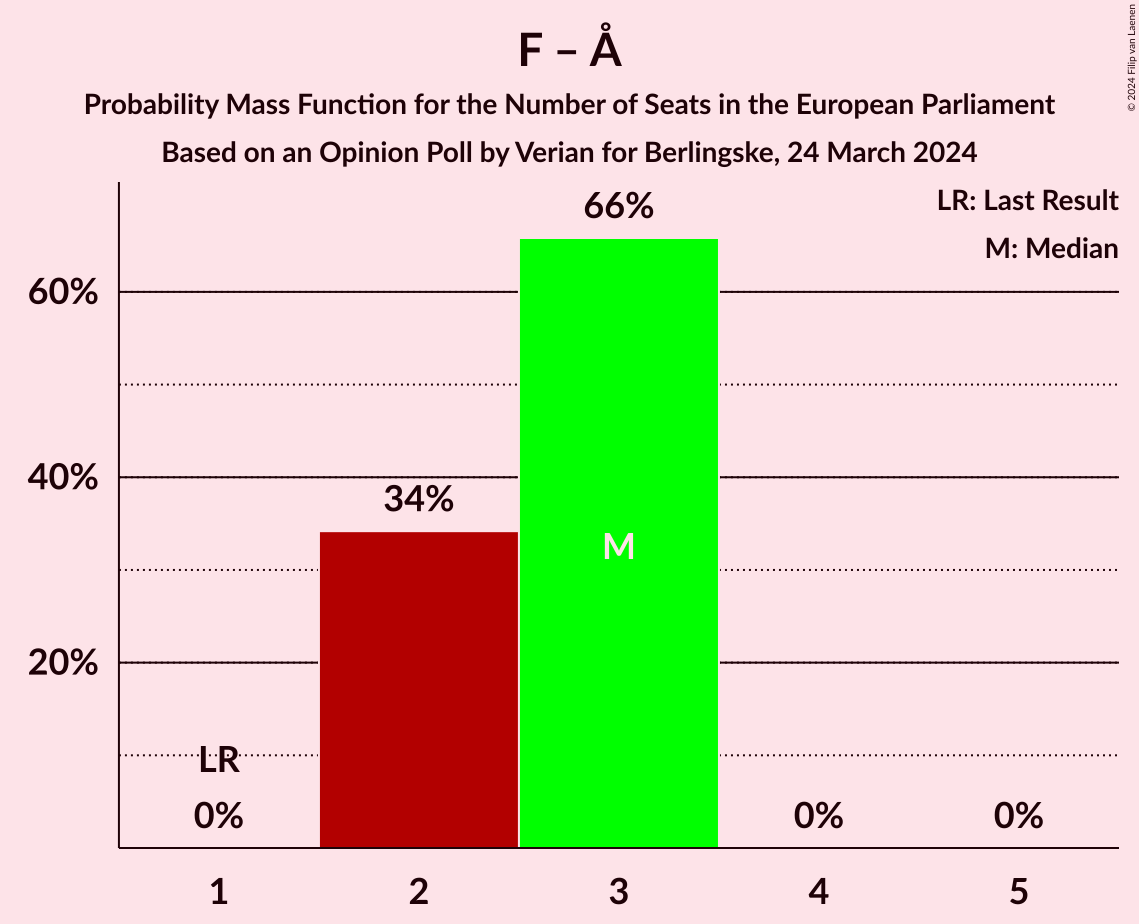 F – Å
Probability Mass Function for the Number of Seats in the European Parliament
Based on an Opinion Poll by Verian for Berlingske, 24 March 2024
© 2024 Filip van Laenen
LR: Last Result
M: Median
66%
60%
40%
34%
M
20%
LR
0%
0%
0%
1
2
3
4
5